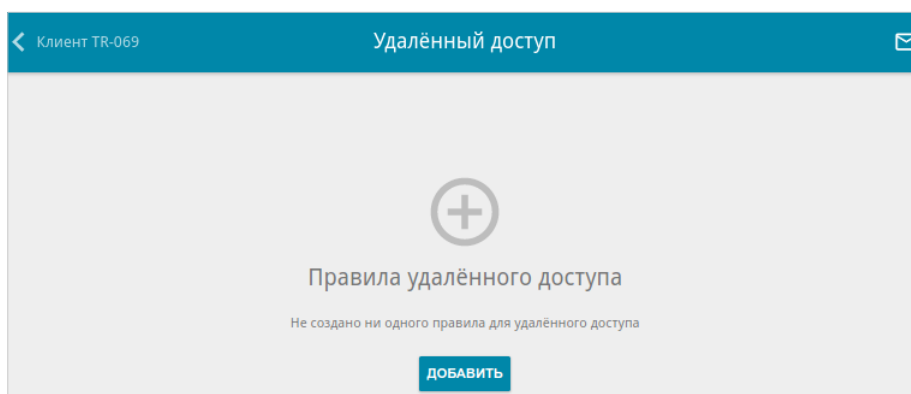 Клиент TR-069
Удалённый доступ
Правила удалённого доступа
Не создано ни одного правила для удалённого доступа
ДОБАВИТЬ